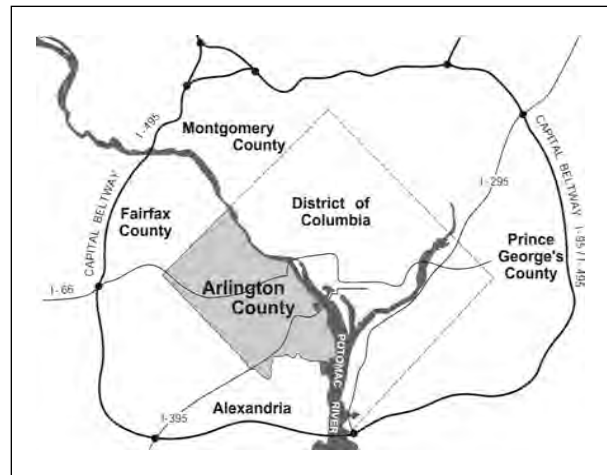 I-495
Montgomery
County
CAPITAL BELTWAY
I-295
District of
Columbia
CAPITAL BELTWAY I-95 / I-495
Fairfax
County
Prince
George's
County
I-66
Arlington
County
POTOMAC RIVER
I-395
Alexandria